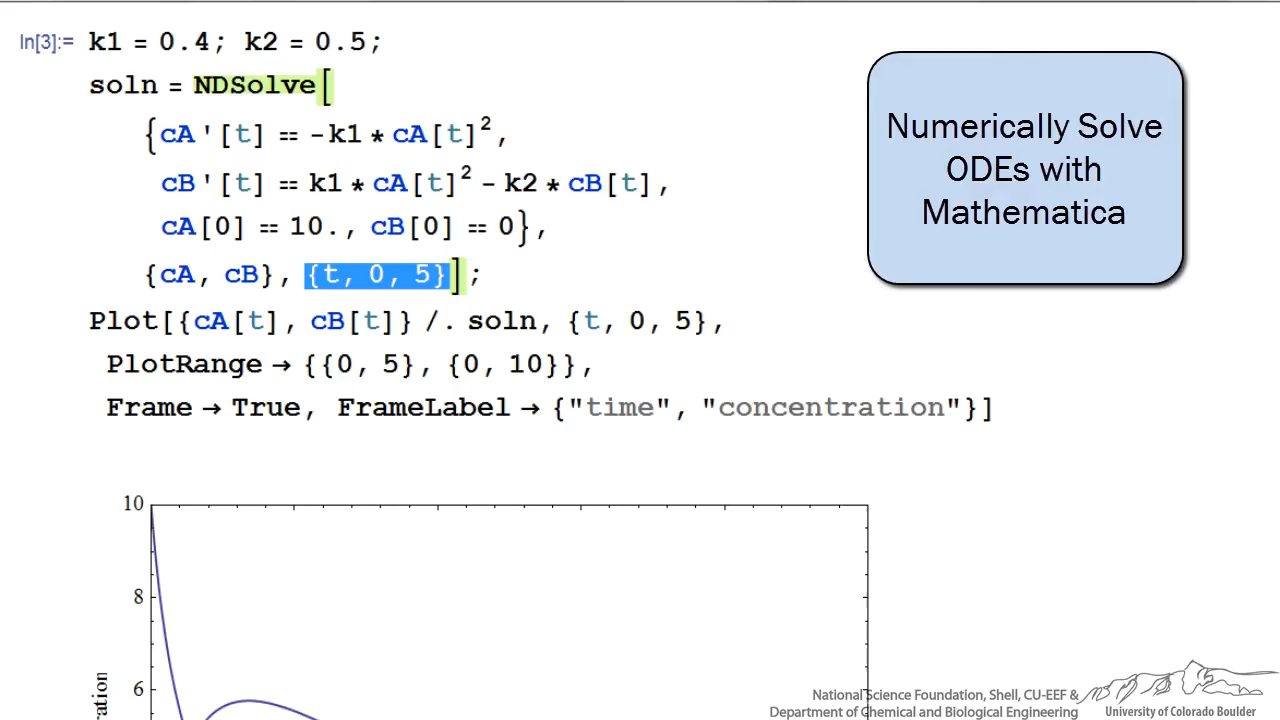 In[3]:= k1 = 0.4; k2 = 0.5;
soln = NDSolve[
{cA'[t] == -k1 * cA[t]^2,
cB'[t] == k1 * cA[t]^2 - k2 * cB[t],
cA[0] == 10., cB[0] == 0},
{cA, cB}, {t, 0, 5}];
Plot[{cA[t], cB[t]} /. soln, {t, 0, 5},
PlotRange → {{0, 5}, {0, 10}},
Frame → True, FrameLabel → {"time", "concentration"}]
Numerically Solve
ODEs with
Mathematica
10
8
6
ration
National Science Foundation, Shell, CU-EEF &
Department of Chemical and Biological Engineering
University of Colorado Boulder